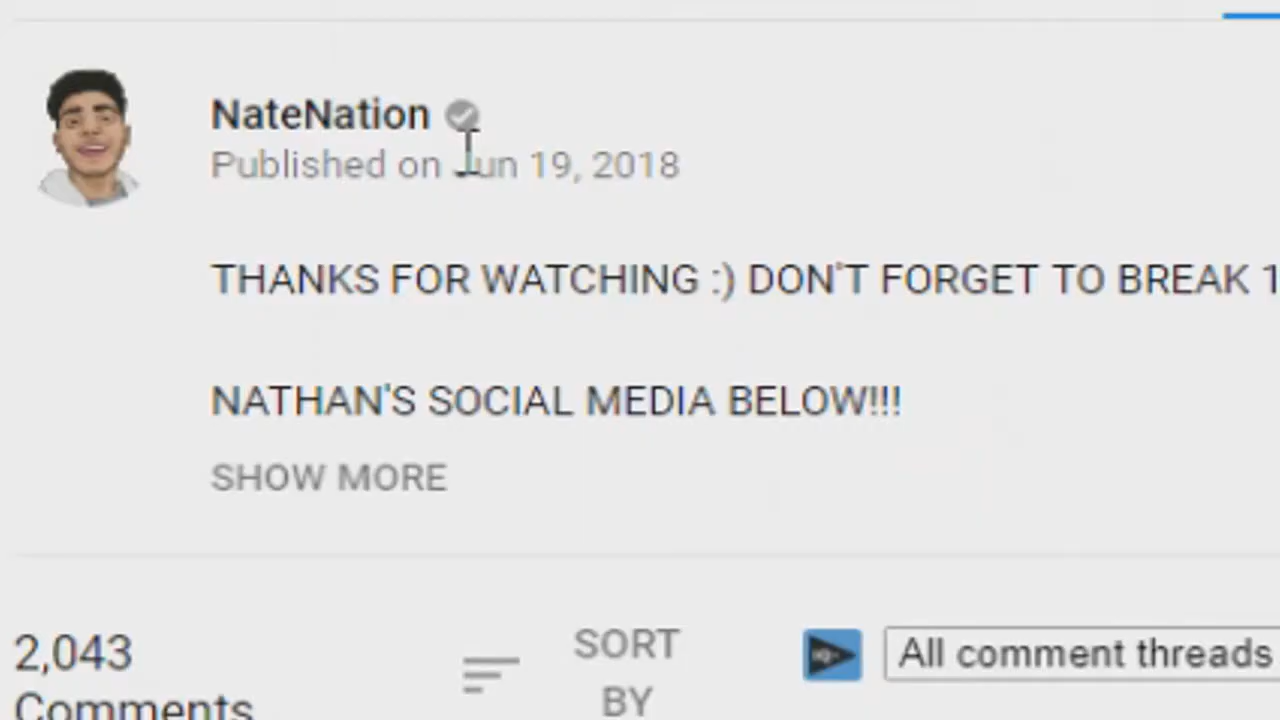 NateNation
Published on Jun 19, 2018
THANKS FOR WATCHING :) DON'T FORGET TO BREAK 1
NATHAN'S SOCIAL MEDIA BELOW!!!
SHOW MORE
2,043
Comments
SORT
BY
All comment threads